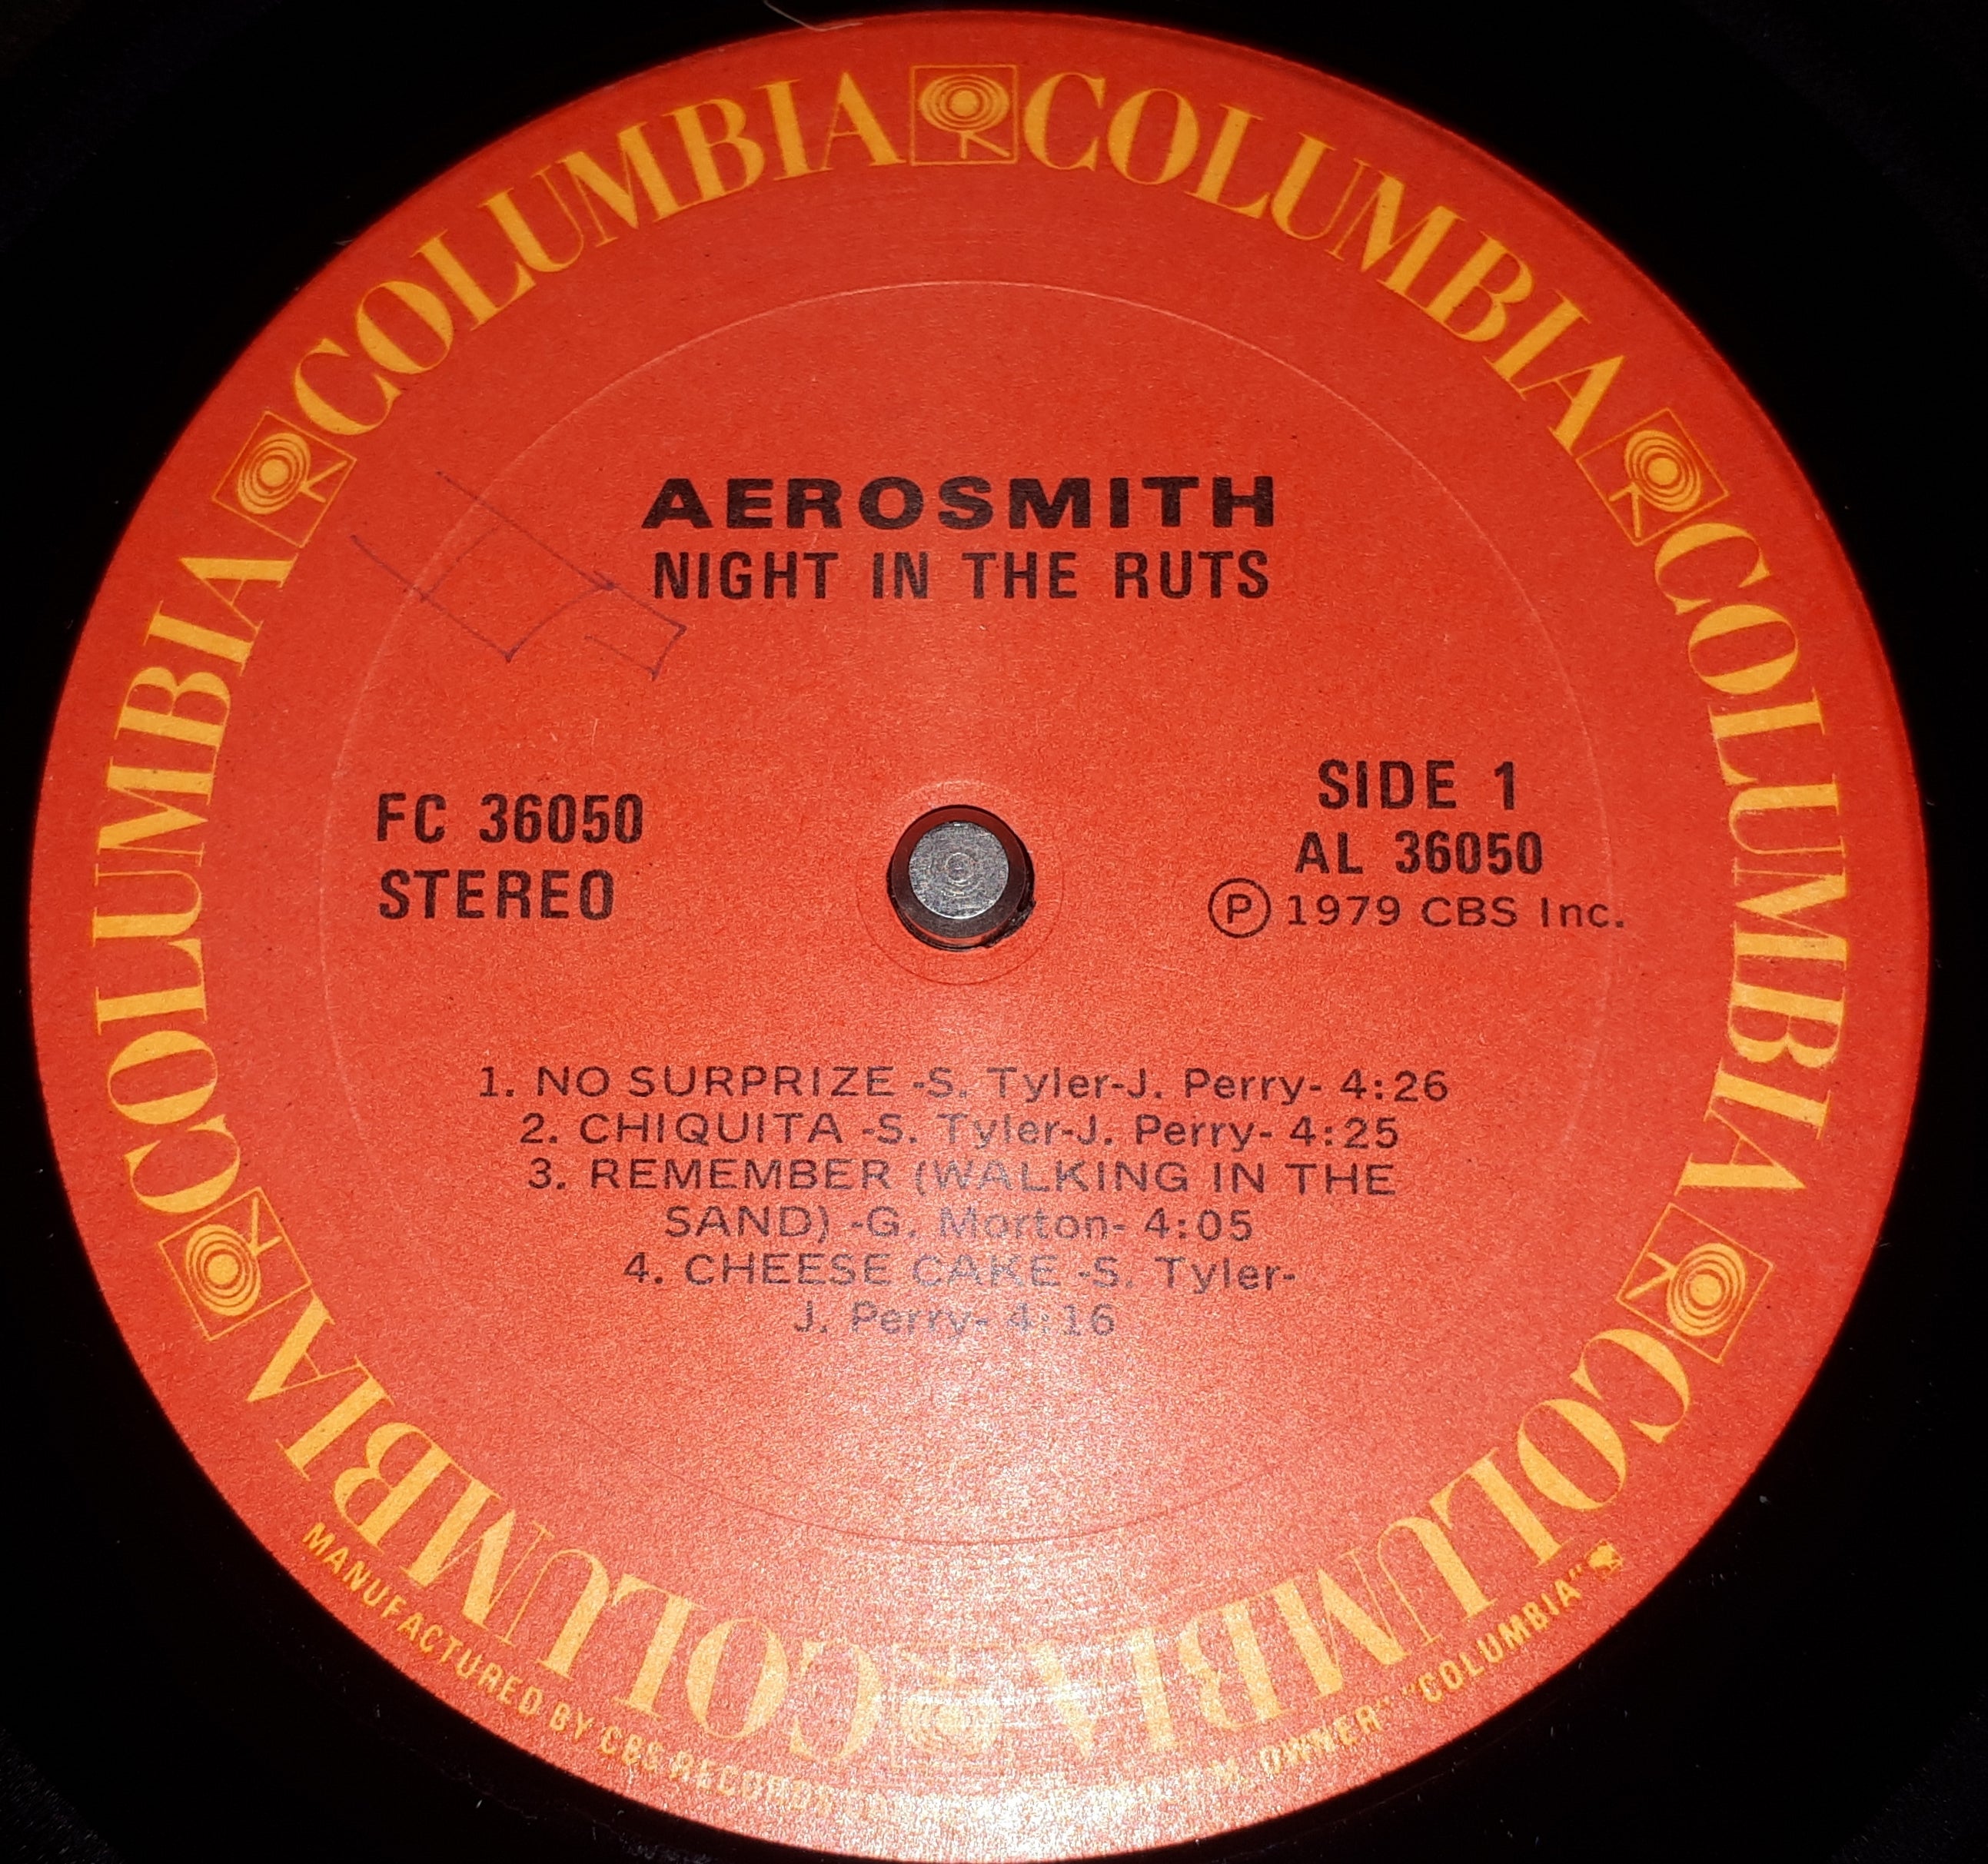 COLUMBIA COLUMBIA COLUMBIA COLUMBIA COLUMBIA COLUMBIA
AEROSMITH
NIGHT IN THE RUTS
FC 36050
STEREO
SIDE 1
AL 36050
Ⓟ 1979 CBS Inc.
1. NO SURPRIZE -S. Tyler-J. Perry- 4:26
2. CHIQUITA -S. Tyler-J. Perry- 4:25
3. REMEMBER (WALKING IN THE
SAND) -G. Morton- 4:05
4. CHEESE CAKE -S. Tyler-
J. Perry- 4:16
MANUFACTURED BY CBS RECORDS OWNER "COLUMBIA"